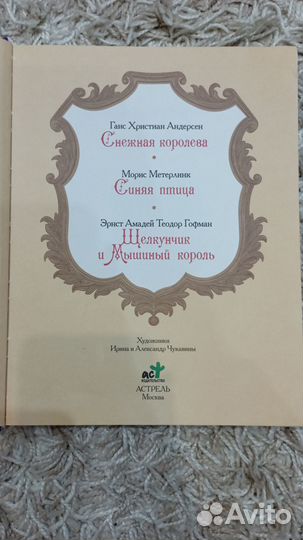 Ганс Христиан Андерсен
Снежная королева
Морис Метерлинк
Синяя птица
Эрнст Амадей Теодор Гофман
Щелкунчик
и Мышиный король
Художники
Ирина и Александр Чукавины
аст
издательство
АСТРЕЛЬ
Москва
Avito